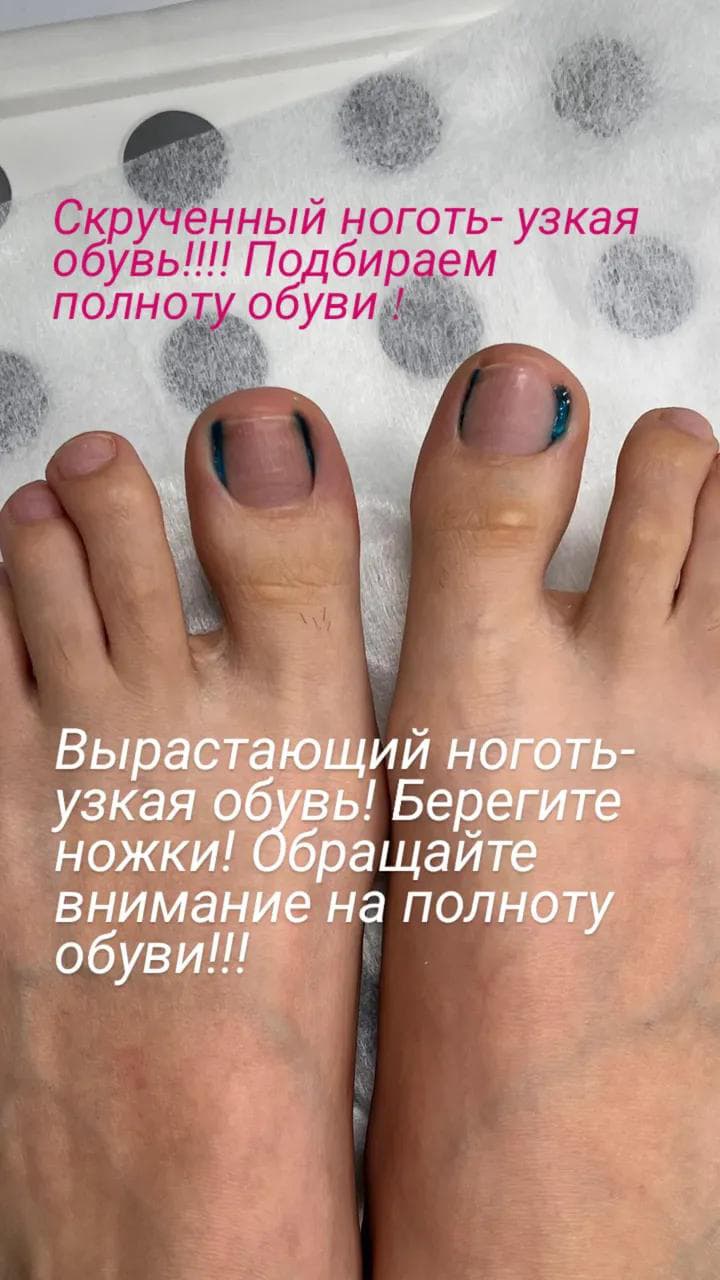 Скрученный ноготь- узкая
обувь!!!! Подбираем
полноту обуви !
Вырастающий ноготь-
узкая обувь! Берегите
ножки! Обращайте
внимание на полноту
обуви!!!